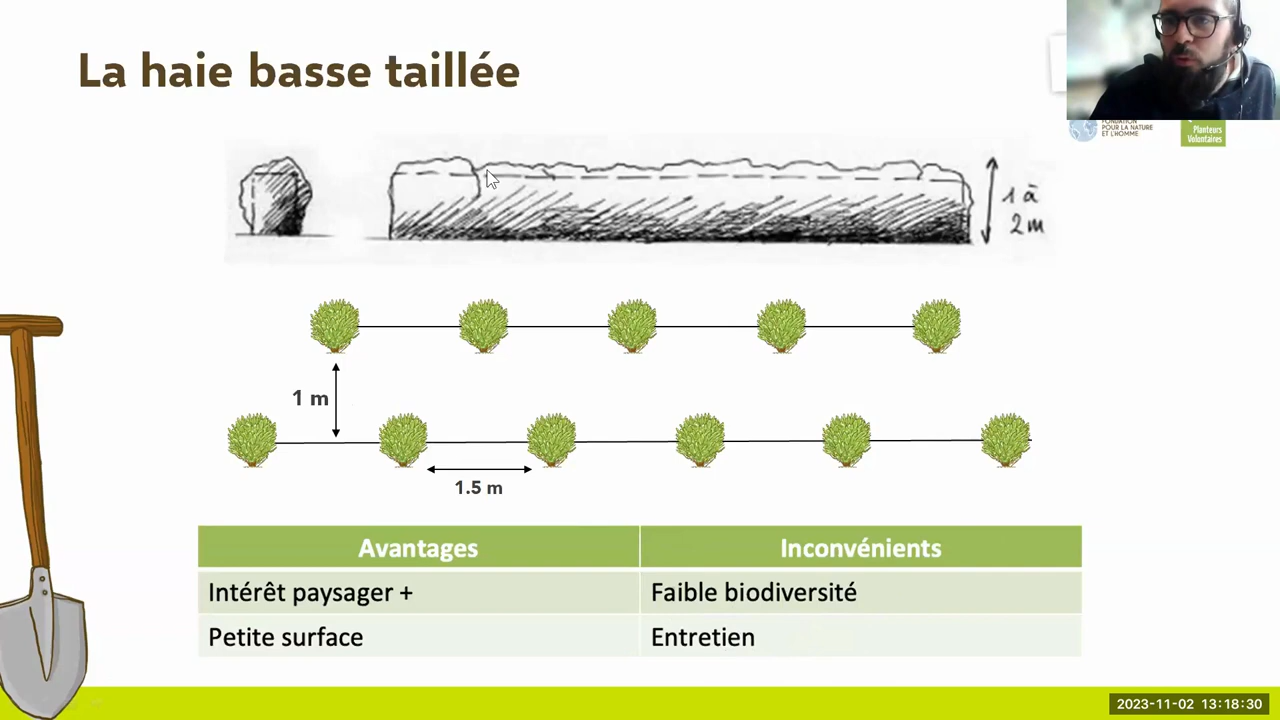 La haie basse taillée
FONDATION
POUR LA NATURE
ET L'HOMME
Planteurs
Volontaires
1 à
2 m
1 m
1.5 m
Avantages
Inconvénients
Intérêt paysager +
Faible biodiversité
Petite surface
Entretien
2023-11-02 13:18:30